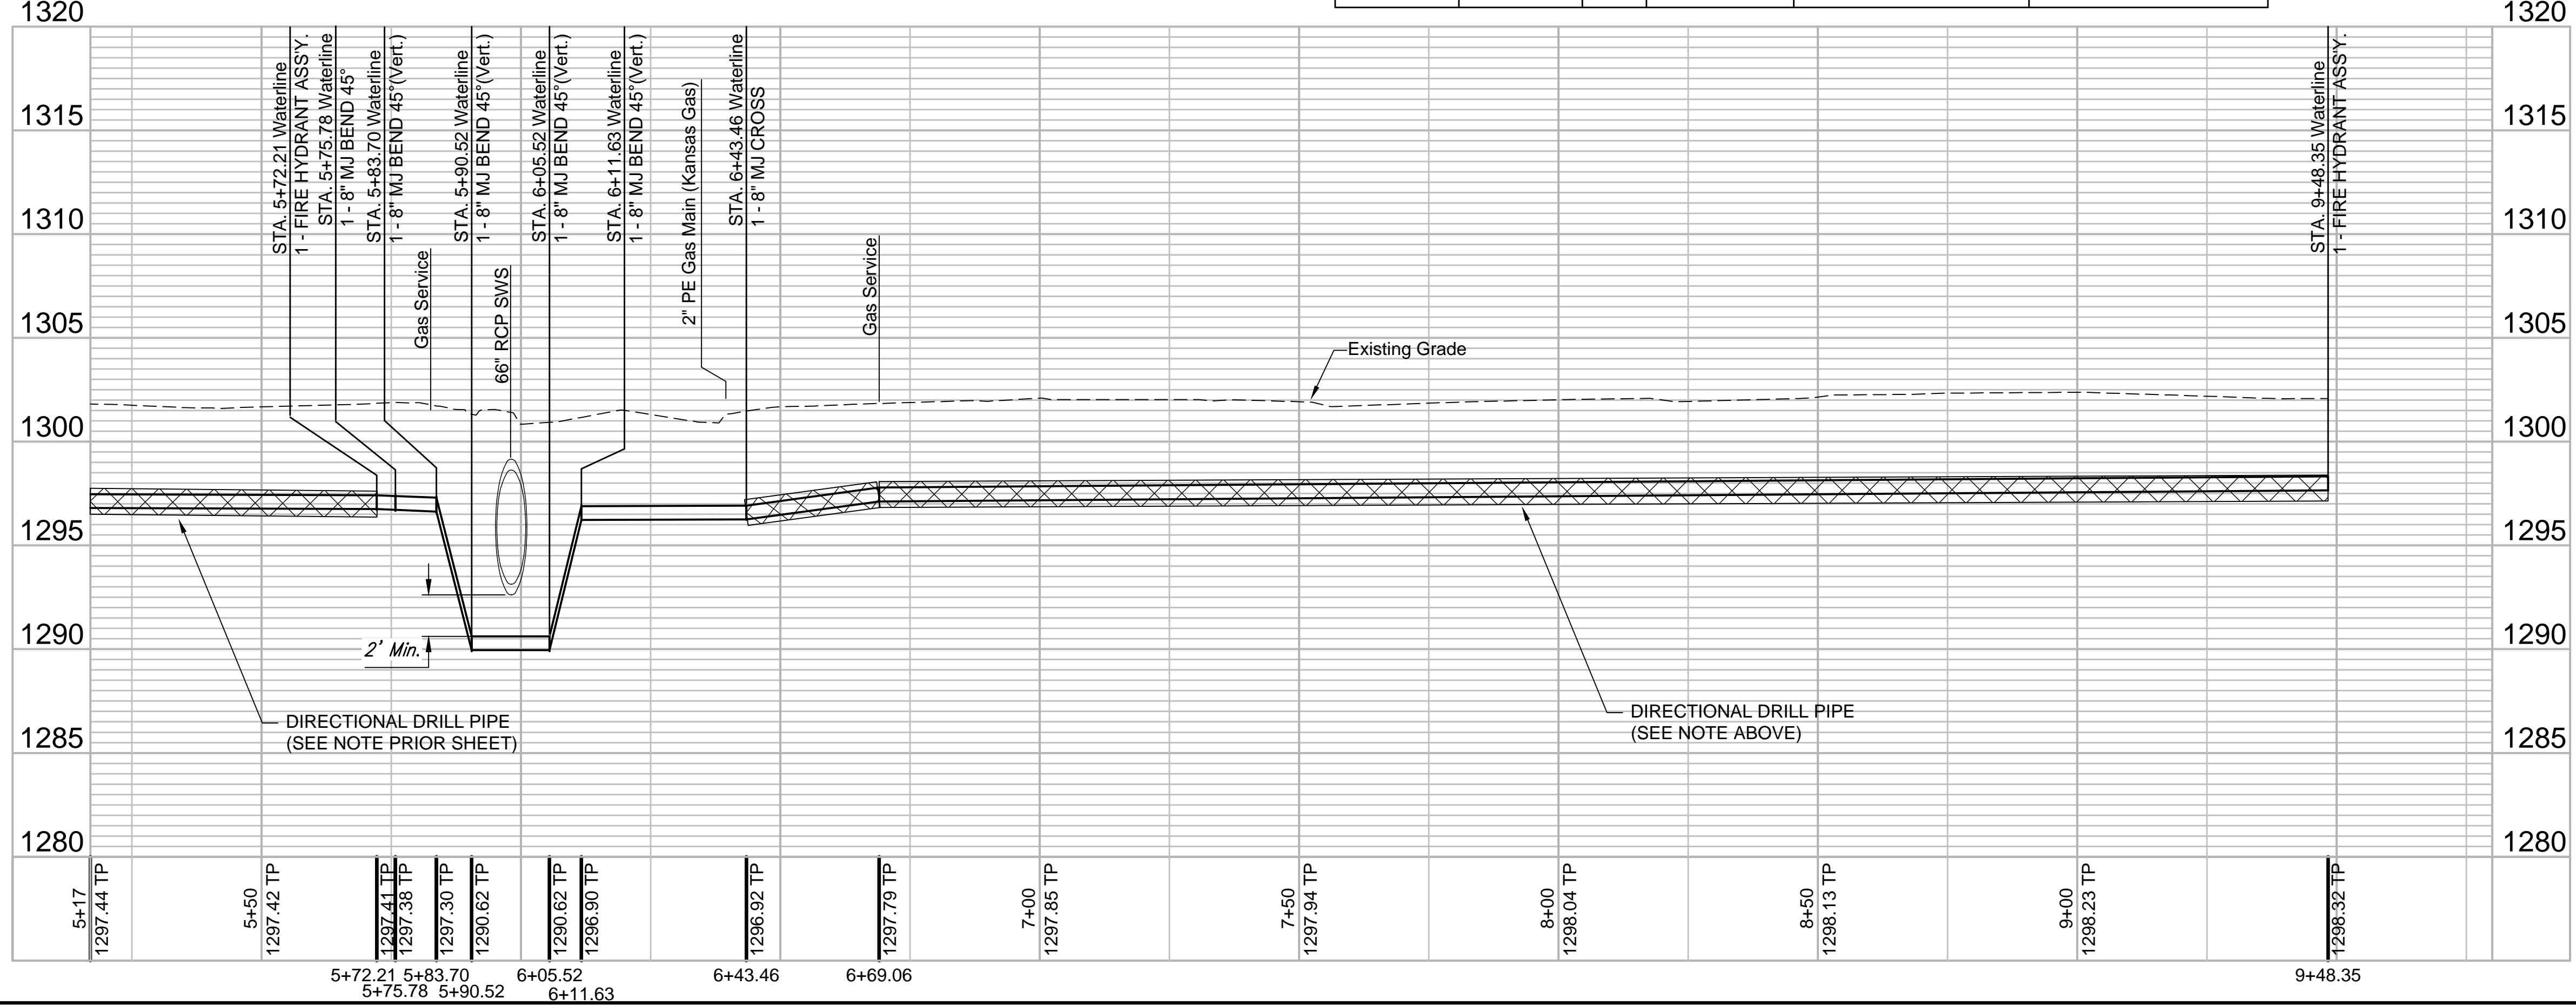 1320
1320
STA. 5+72.21 Waterline
1 - FIRE HYDRANT ASS'Y.
STA. 5+75.78 Waterline
1 - 8" MJ BEND 45°
STA. 5+83.70 Waterline
1 - 8" MJ BEND 45°(Vert.)
STA. 5+90.52 Waterline
1 - 8" MJ BEND 45°(Vert.)
STA. 6+05.52 Waterline
1 - 8" MJ BEND 45°(Vert.)
STA. 6+11.63 Waterline
1 - 8" MJ BEND 45°(Vert.)
2" PE Gas Main (Kansas Gas)
STA. 6+43.46 Waterline
1 - 8" MJ CROSS
STA. 9+48.35 Waterline
1 - FIRE HYDRANT ASS'Y.
1315
1315
1310
1310
Gas Service
66" RCP SWS
Gas Service
1305
1305
Existing Grade
1300
1300
1295
1295
1290
1290
2' Min.
DIRECTIONAL DRILL PIPE
(SEE NOTE PRIOR SHEET)
DIRECTIONAL DRILL PIPE
(SEE NOTE ABOVE)
1285
1285
1280
1280
5+17
1297.44 TP
5+50
1297.42 TP
1297.41 TP
1297.38 TP
1297.30 TP
1290.62 TP
1290.62 TP
1296.90 TP
1296.92 TP
1297.79 TP
7+00
1297.85 TP
7+50
1297.94 TP
8+00
1298.04 TP
8+50
1298.13 TP
9+00
1298.23 TP
1298.32 TP
5+72.21
5+83.70
6+05.52
6+43.46
6+69.06
9+48.35
5+75.78
5+90.52
6+11.63